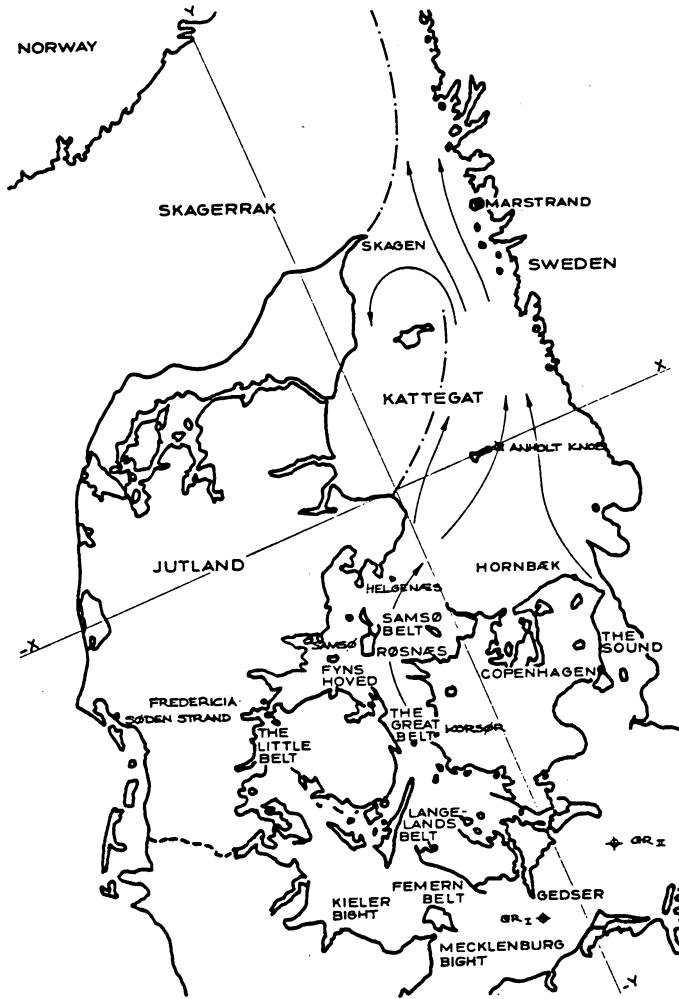 Y
NORWAY
SKAGERRAK
MARSTRAND
SKAGEN
SWEDEN
X
KATTEGAT
ANHOLT KNOB
JUTLAND
HORNBÆK
HELGENÆS
SAMSØ
BELT
SAMSØ
THE
SOUND
RØSNÆS
FYNS
HOVED
COPENHAGEN
-X
FREDERICIA
SØDEN STRAND
THE
GREAT
BELT
KORSØR
THE
LITTLE
BELT
LANGE-
LANDS
BELT
GR II
FEMERN
BELT
GEDSER
KIELER
BIGHT
GR I
MECKLENBURG
BIGHT
-Y